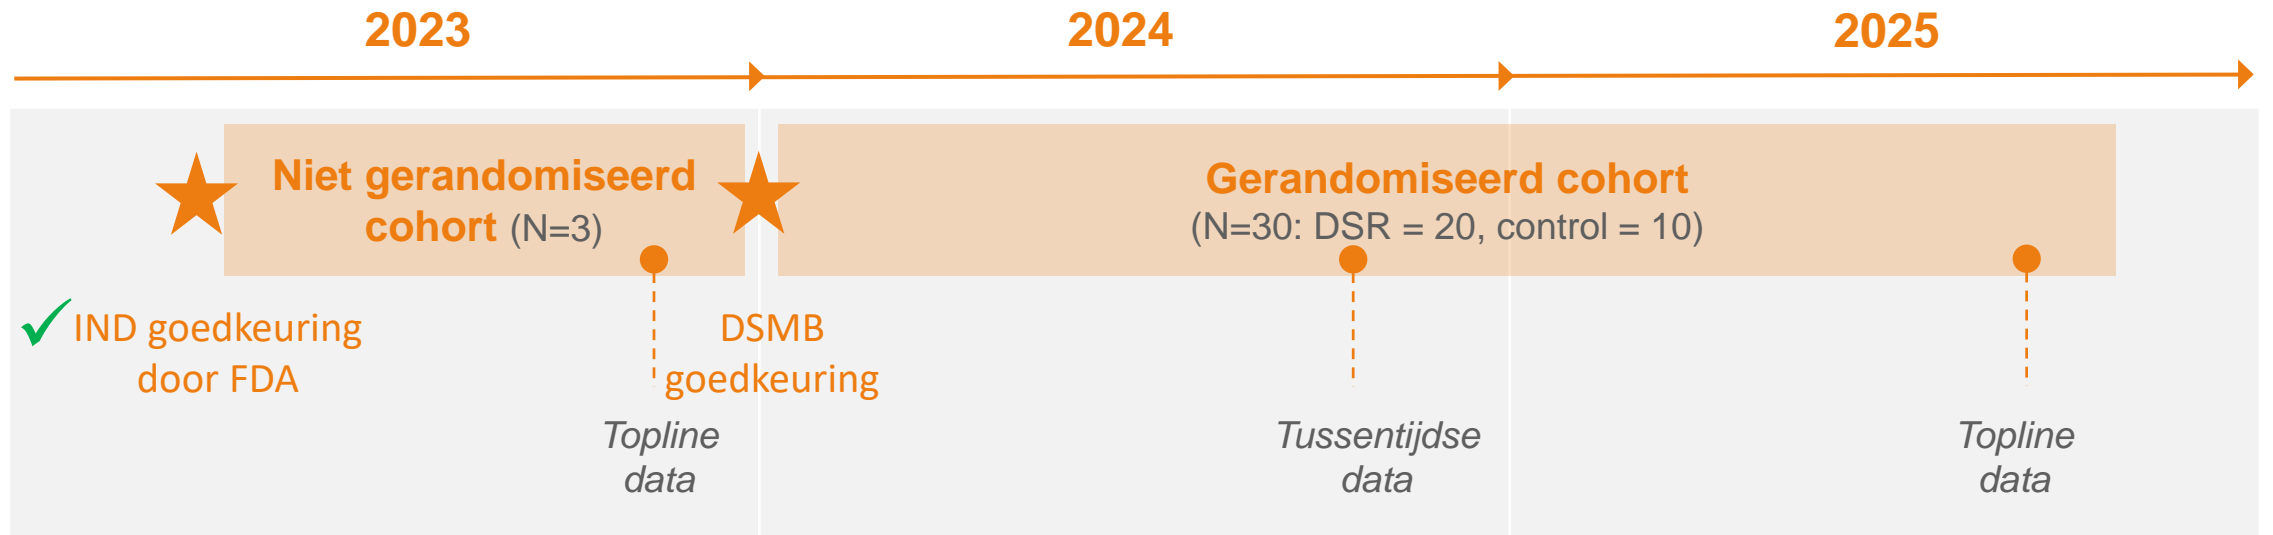 2023
2024
2025
Niet gerandomiseerd
cohort (N=3)
Gerandomiseerd cohort
(N=30: DSR = 20, control = 10)
IND goedkeuring
door FDA
DSMB
goedkeuring
Topline
data
Tussentijdse
data
Topline
data